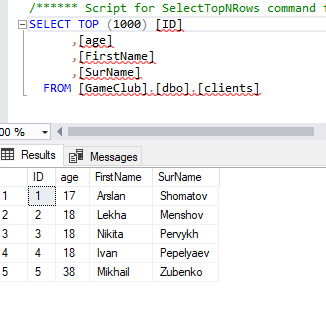 /****** Script for SelectTopNRows command
SELECT TOP (1000) [ID]
,[age]
,[FirstName]
,[SurName]
FROM [GameClub].[dbo].[clients]
00 %
Results Messages
ID age FirstName SurName
1 1 17 Arslan Shomatov
2 2 18 Lekha Menshov
3 3 18 Nikita Pervykh
4 4 18 Ivan Pepelyaev
5 5 38 Mikhail Zubenko